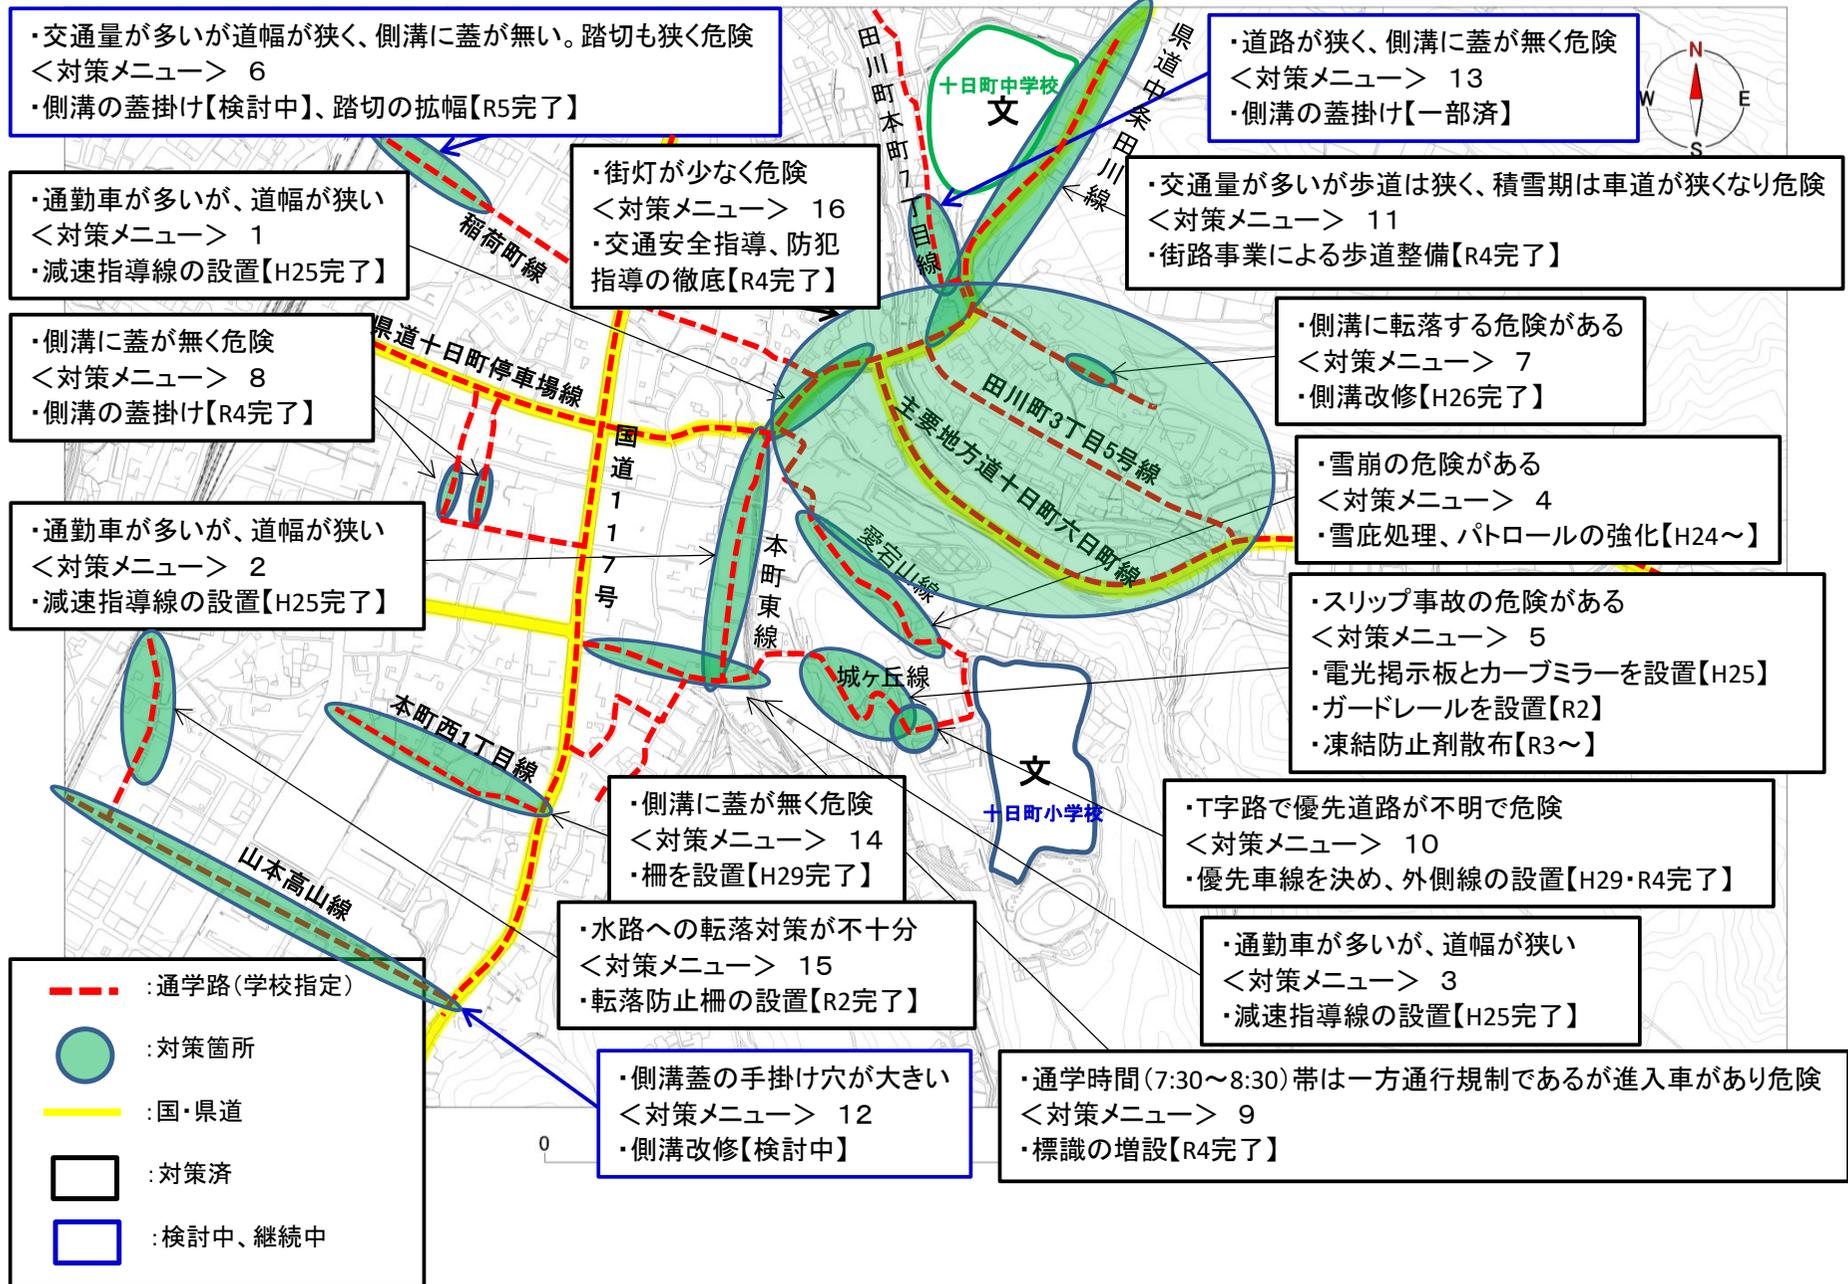 ・交通量が多いが道幅が狭く、側溝に蓋が無い。踏切も狭く危険
＜対策メニュー＞ 6
・側溝の蓋掛け【検討中】、踏切の拡幅【R5完了】
・道路が狭く、側溝に蓋が無く危険
＜対策メニュー＞ 13
・側溝の蓋掛け【一部済】
N
W
E
S
田川町本町7丁目線
十日町中学校
文
県道中条田川線
・通勤車が多いが、道幅が狭い
＜対策メニュー＞ 1
・減速指導線の設置【H25完了】
・街灯が少なく危険
＜対策メニュー＞ 16
・交通安全指導、防犯
指導の徹底【R4完了】
・交通量が多いが歩道は狭く、積雪期は車道が狭くなり危険
＜対策メニュー＞ 11
・街路事業による歩道整備【R4完了】
稲荷町線
・側溝に蓋が無く危険
＜対策メニュー＞ 8
・側溝の蓋掛け【R4完了】
県道十日町停車場線
・側溝に転落する危険がある
＜対策メニュー＞ 7
・側溝改修【H26完了】
田川町3丁目5号線
主要地方道十日町六日町線
国道117号
・雪崩の危険がある
＜対策メニュー＞ 4
・雪庇処理、パトロールの強化【H24～】
・通勤車が多いが、道幅が狭い
＜対策メニュー＞ 2
・減速指導線の設置【H25完了】
本町東線
愛宕山線
・スリップ事故の危険がある
＜対策メニュー＞ 5
・電光掲示板とカーブミラーを設置【H25】
・ガードレールを設置【R2】
・凍結防止剤散布【R3～】
城ヶ丘線
本町西1丁目線
文
十日町小学校
・側溝に蓋が無く危険
＜対策メニュー＞ 14
・柵を設置【H29完了】
・T字路で優先道路が不明で危険
＜対策メニュー＞ 10
・優先車線を決め、外側線の設置【H29・R4完了】
山本高山線
・水路への転落対策が不十分
＜対策メニュー＞ 15
・転落防止柵の設置【R2完了】
・通勤車が多いが、道幅が狭い
＜対策メニュー＞ 3
・減速指導線の設置【H25完了】
：通学路（学校指定）
：対策箇所
：国・県道
：対策済
：検討中、継続中
0
・側溝蓋の手掛け穴が大きい
＜対策メニュー＞ 12
・側溝改修【検討中】
・通学時間（7:30～8:30）帯は一方通行規制であるが進入車があり危険
＜対策メニュー＞ 9
・標識の増設【R4完了】